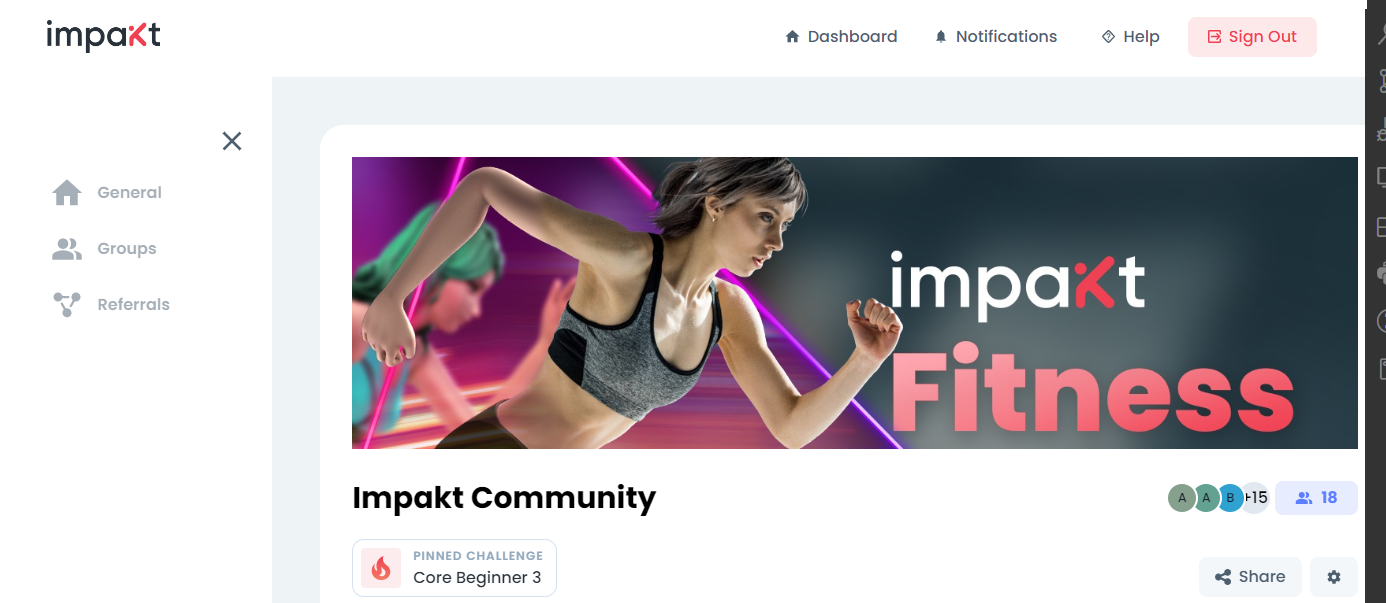 impakt
Dashboard
Notifications
Help
Sign Out
General
Groups
Referrals
impakt
Fitness
Impakt Community
A A B +15
18
PINNED CHALLENGE
Core Beginner 3
Share